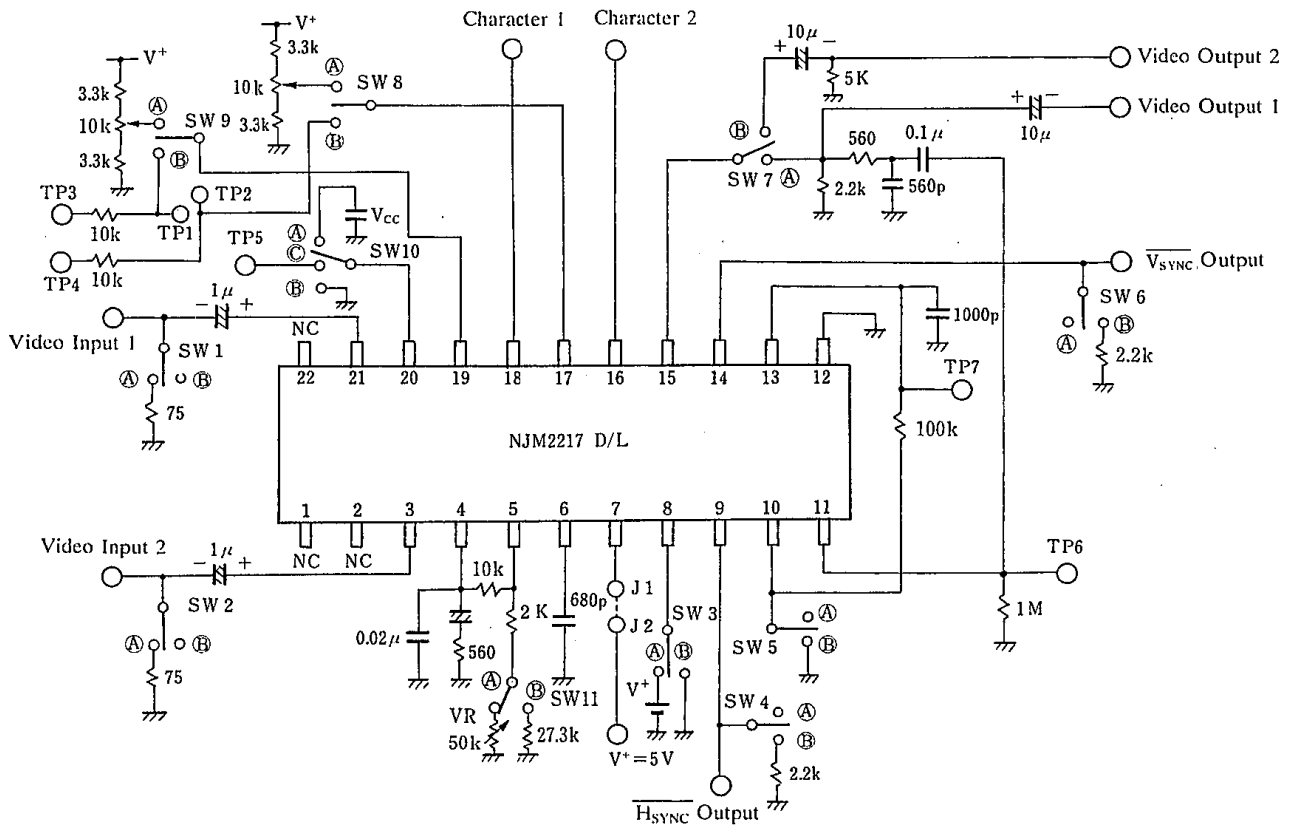 Character 1
Character 2
V⁺
3.3k
10k
3.3k
Ⓐ
SW 8
Ⓑ
V⁺
3.3k
10k
3.3k
Ⓐ
SW 9
Ⓑ
10μ
+ −
5K
Video Output 2
+ −
10μ
Video Output 1
Ⓑ
SW 7
Ⓐ
560
0.1μ
2.2k
560p
TP3
10k
TP1
TP2
TP4
10k
TP5
Ⓐ
Ⓒ
Ⓑ
VCC
SW10
V̅S̅Y̅N̅C̅ Output
SW 6
Ⓐ
Ⓑ
2.2k
− 1μ +
Video Input 1
SW 1
Ⓐ
Ⓑ
75
NC
1000p
22 21 20 19 18 17 16 15 14 13 12
TP7
100k
NJM2217 D/L
1 2 3 4 5 6 7 8 9 10 11
NC
NC
Video Input 2
− 1μ +
SW 2
Ⓐ
Ⓑ
75
10k
0.02μ
560
2 K
680p
J1
J2
SW 3
Ⓐ
Ⓑ
V⁺
TP6
1M
SW 5
Ⓐ
Ⓑ
SW11
Ⓐ
Ⓑ
VR
50k
27.3k
V⁺=5V
SW 4
Ⓐ
Ⓑ
2.2k
H̅S̅Y̅N̅C̅ Output